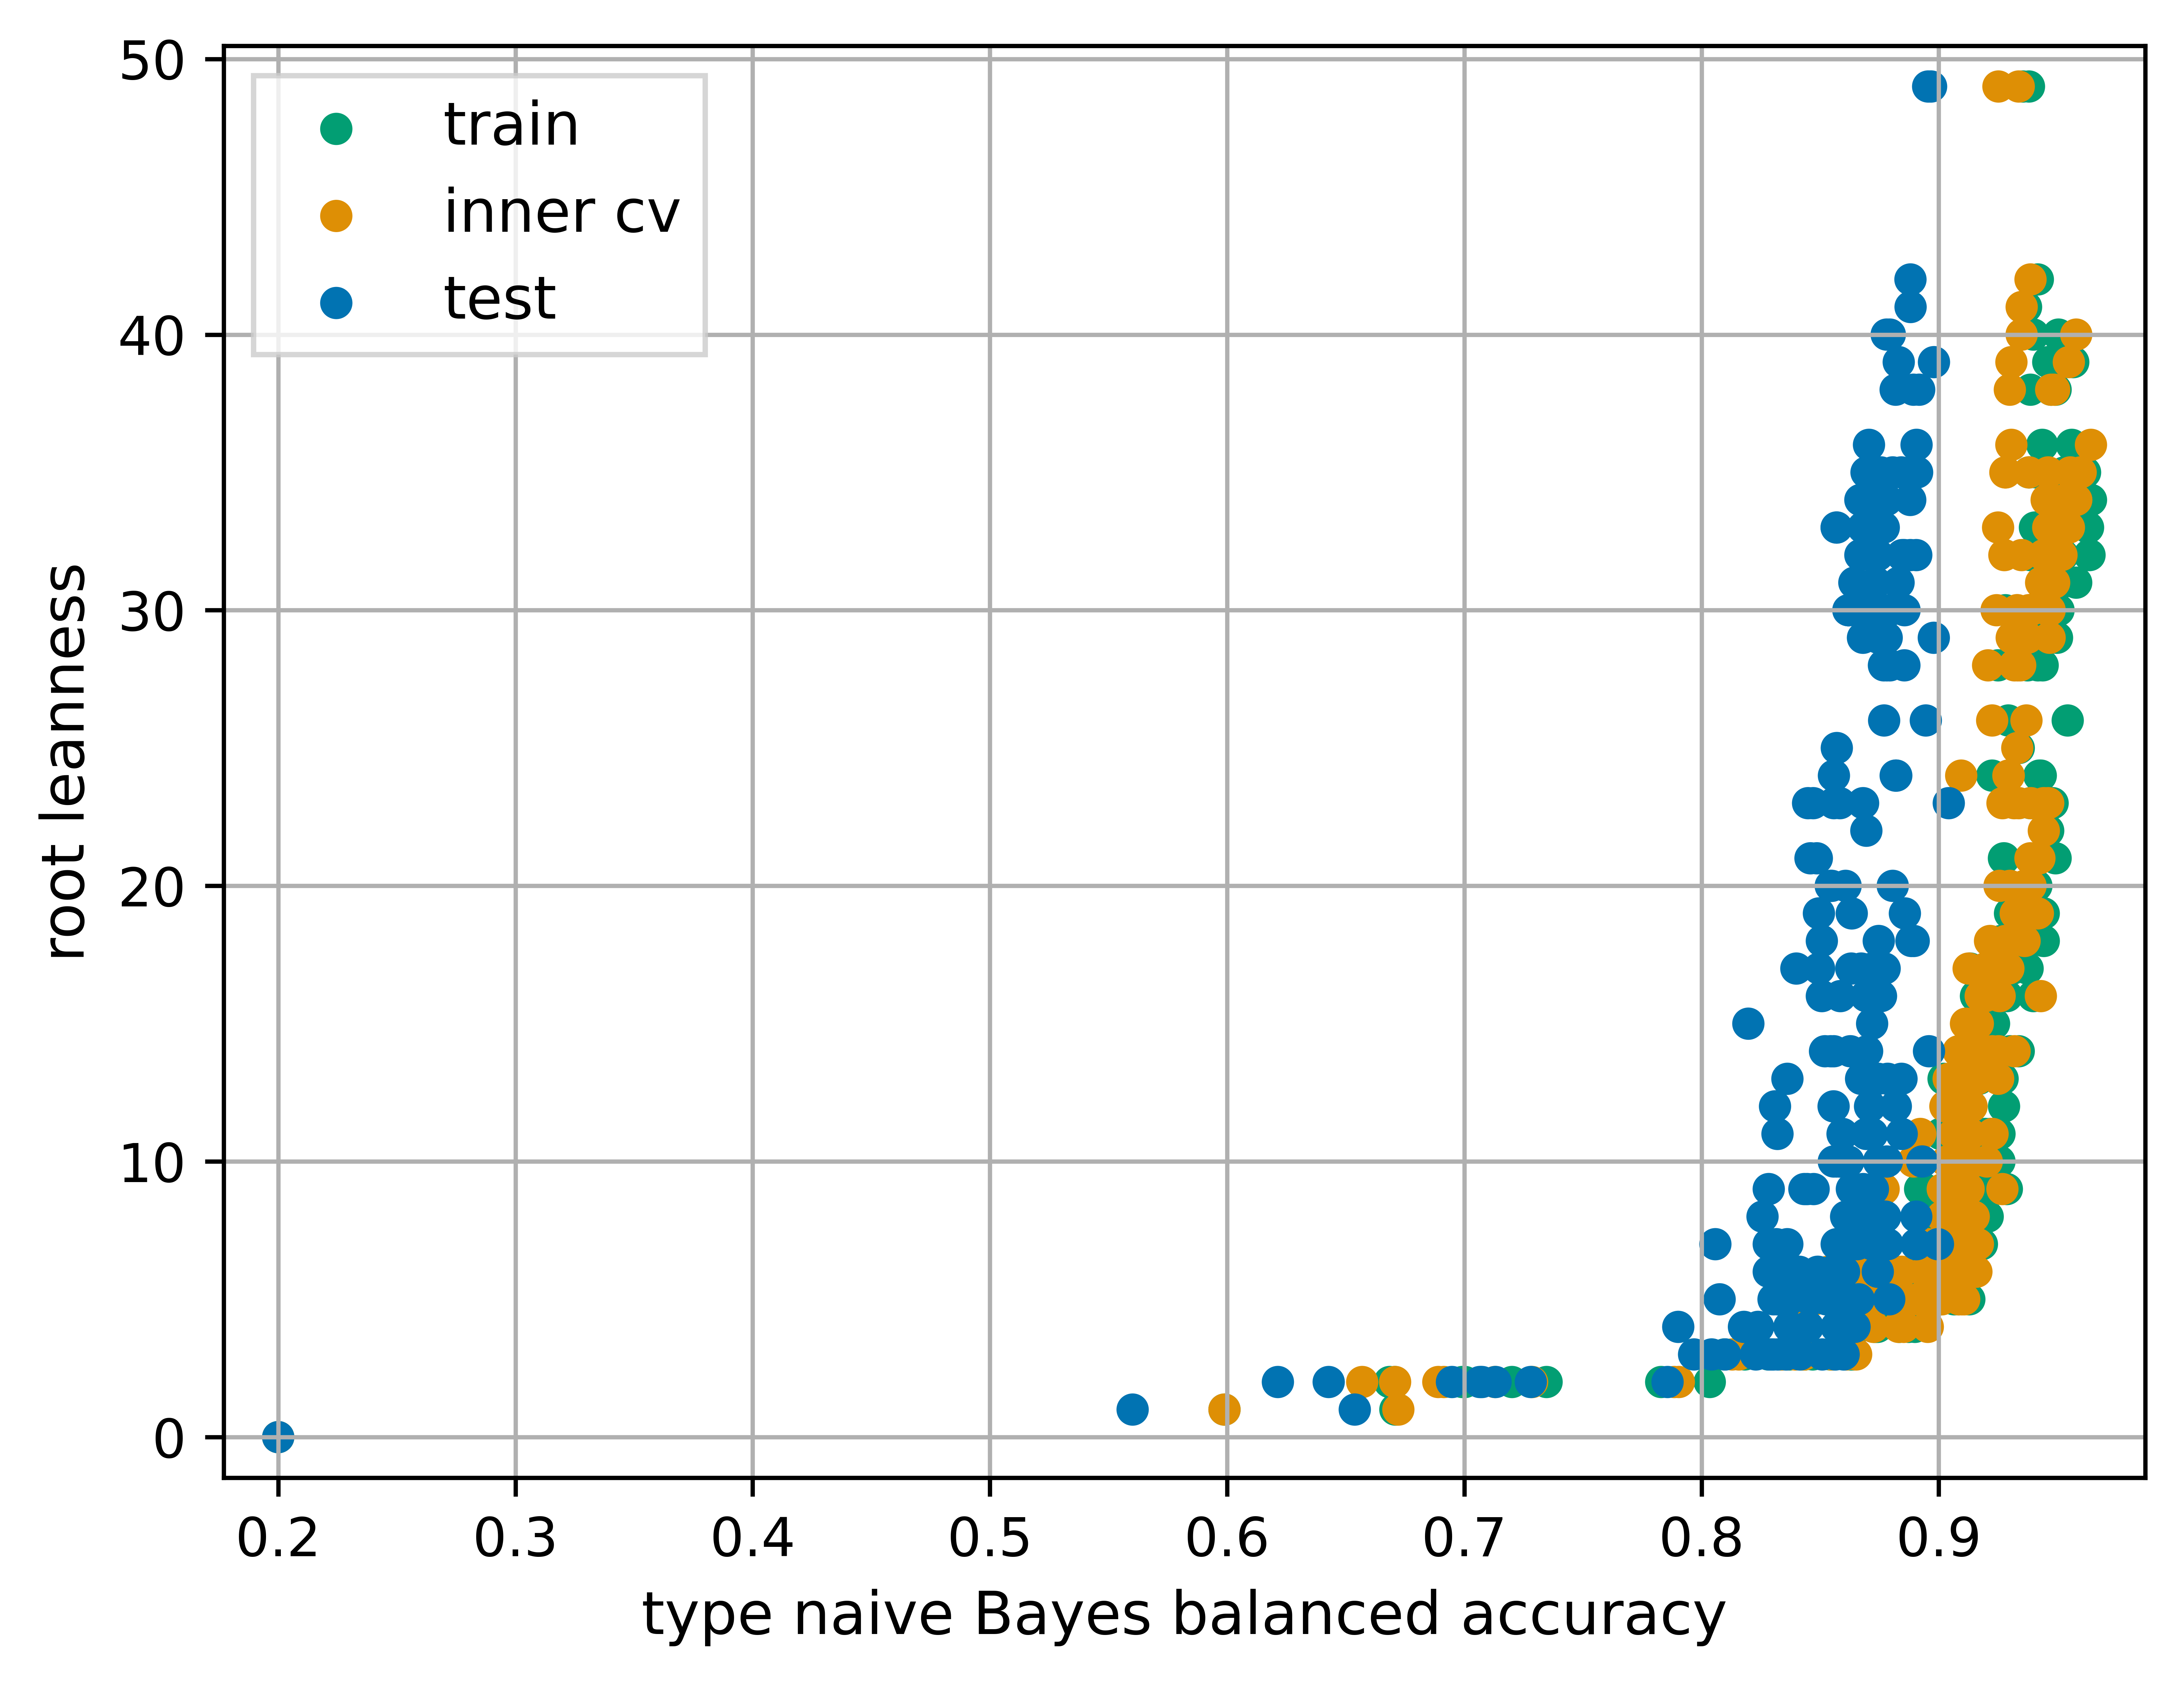 50
40
30
20
10
0
root leanness
train
inner cv
test
0.2 0.3 0.4 0.5 0.6 0.7 0.8 0.9
type naive Bayes balanced accuracy